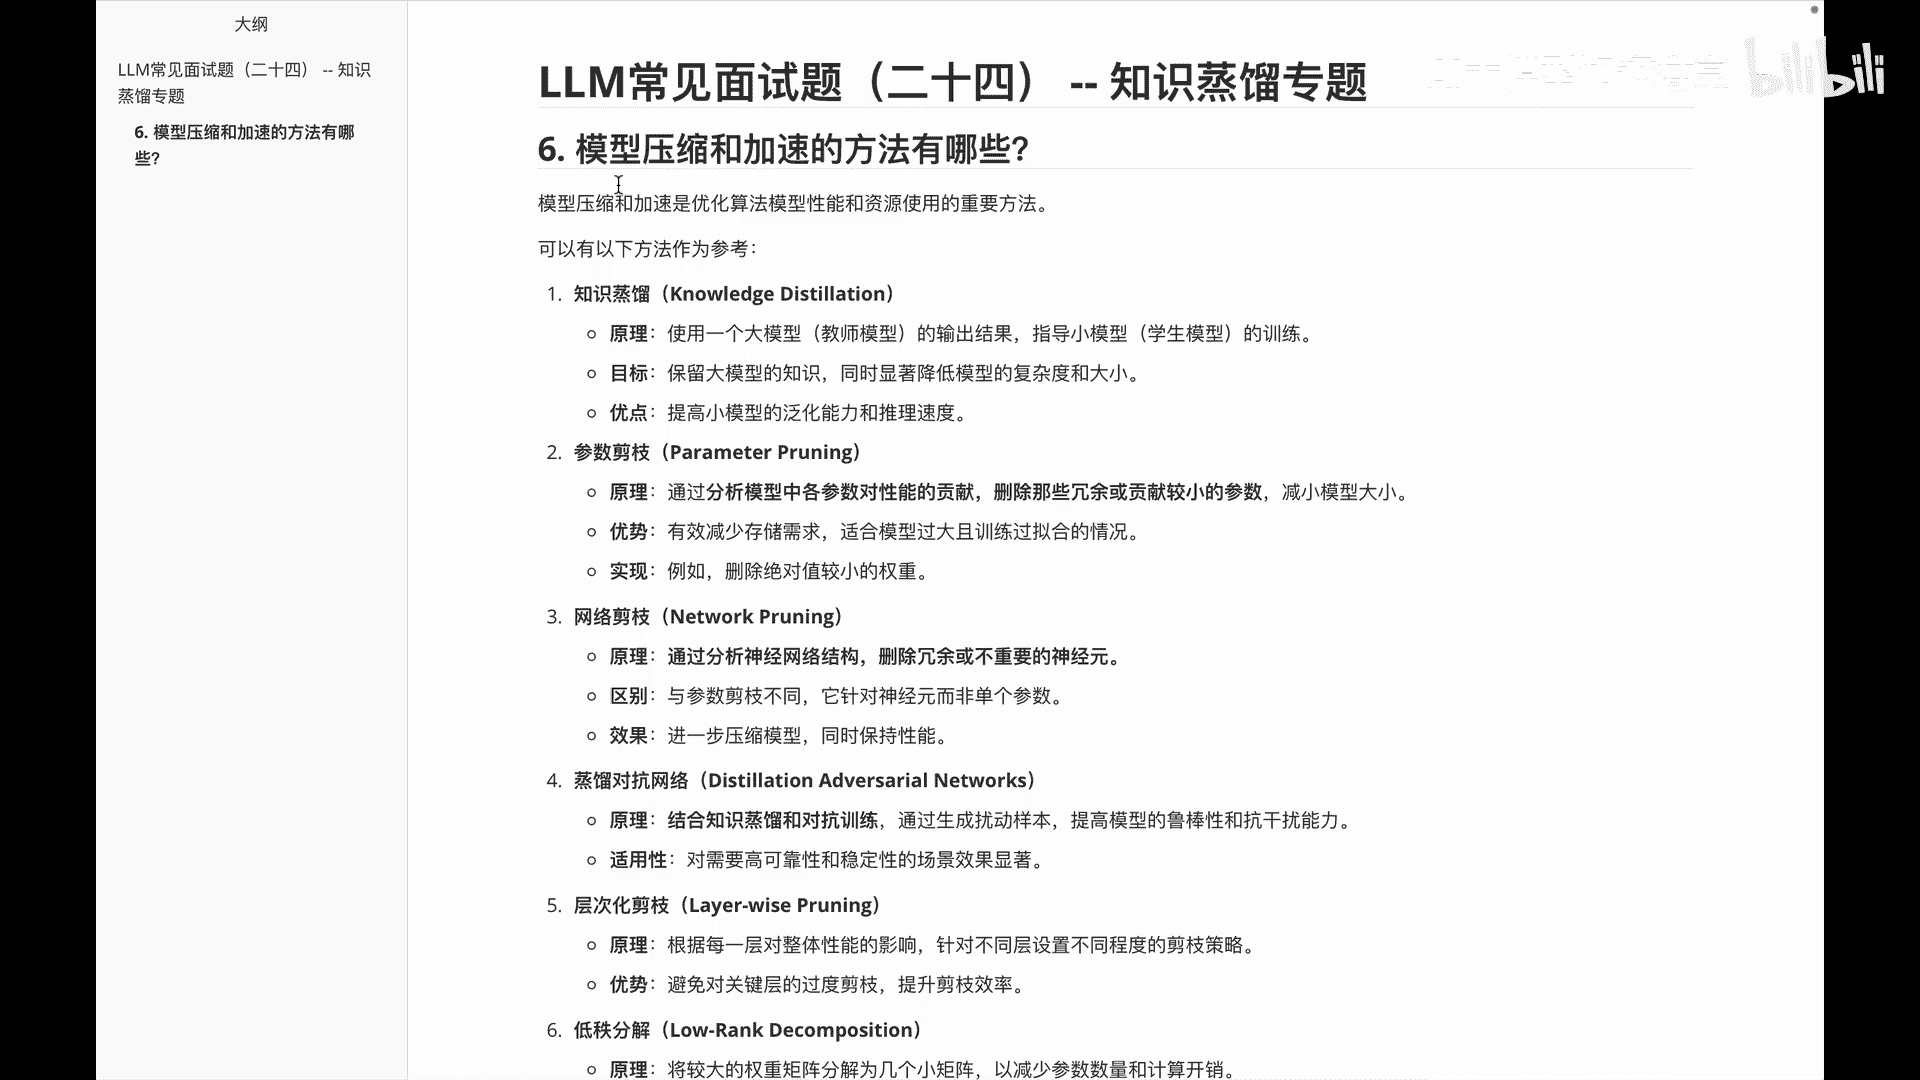 大纲
LLM常见面试题（二十四） -- 知识
蒸馏专题
6. 模型压缩和加速的方法有哪
些?
LLM常见面试题（二十四） -- 知识蒸馏专题
bilibili
6. 模型压缩和加速的方法有哪些?
模型压缩和加速是优化算法模型性能和资源使用的重要方法。
可以有以下方法作为参考：
1. 知识蒸馏（Knowledge Distillation）
原理：使用一个大模型（教师模型）的输出结果，指导小模型（学生模型）的训练。
目标：保留大模型的知识，同时显著降低模型的复杂度和大小。
优点：提高小模型的泛化能力和推理速度。
2. 参数剪枝（Parameter Pruning）
原理：通过分析模型中各参数对性能的贡献，删除那些冗余或贡献较小的参数，减小模型大小。
优势：有效减少存储需求，适合模型过大且训练过拟合的情况。
实现：例如，删除绝对值较小的权重。
3. 网络剪枝（Network Pruning）
原理：通过分析神经网络结构，删除冗余或不重要的神经元。
区别：与参数剪枝不同，它针对神经元而非单个参数。
效果：进一步压缩模型，同时保持性能。
4. 蒸馏对抗网络（Distillation Adversarial Networks）
原理：结合知识蒸馏和对抗训练，通过生成扰动样本，提高模型的鲁棒性和抗干扰能力。
适用性：对需要高可靠性和稳定性的场景效果显著。
5. 层次化剪枝（Layer-wise Pruning）
原理：根据每一层对整体性能的影响，针对不同层设置不同程度的剪枝策略。
优势：避免对关键层的过度剪枝，提升剪枝效率。
6. 低秩分解（Low-Rank Decomposition）
原理：将较大的权重矩阵分解为几个小矩阵，以减少参数数量和计算开销。